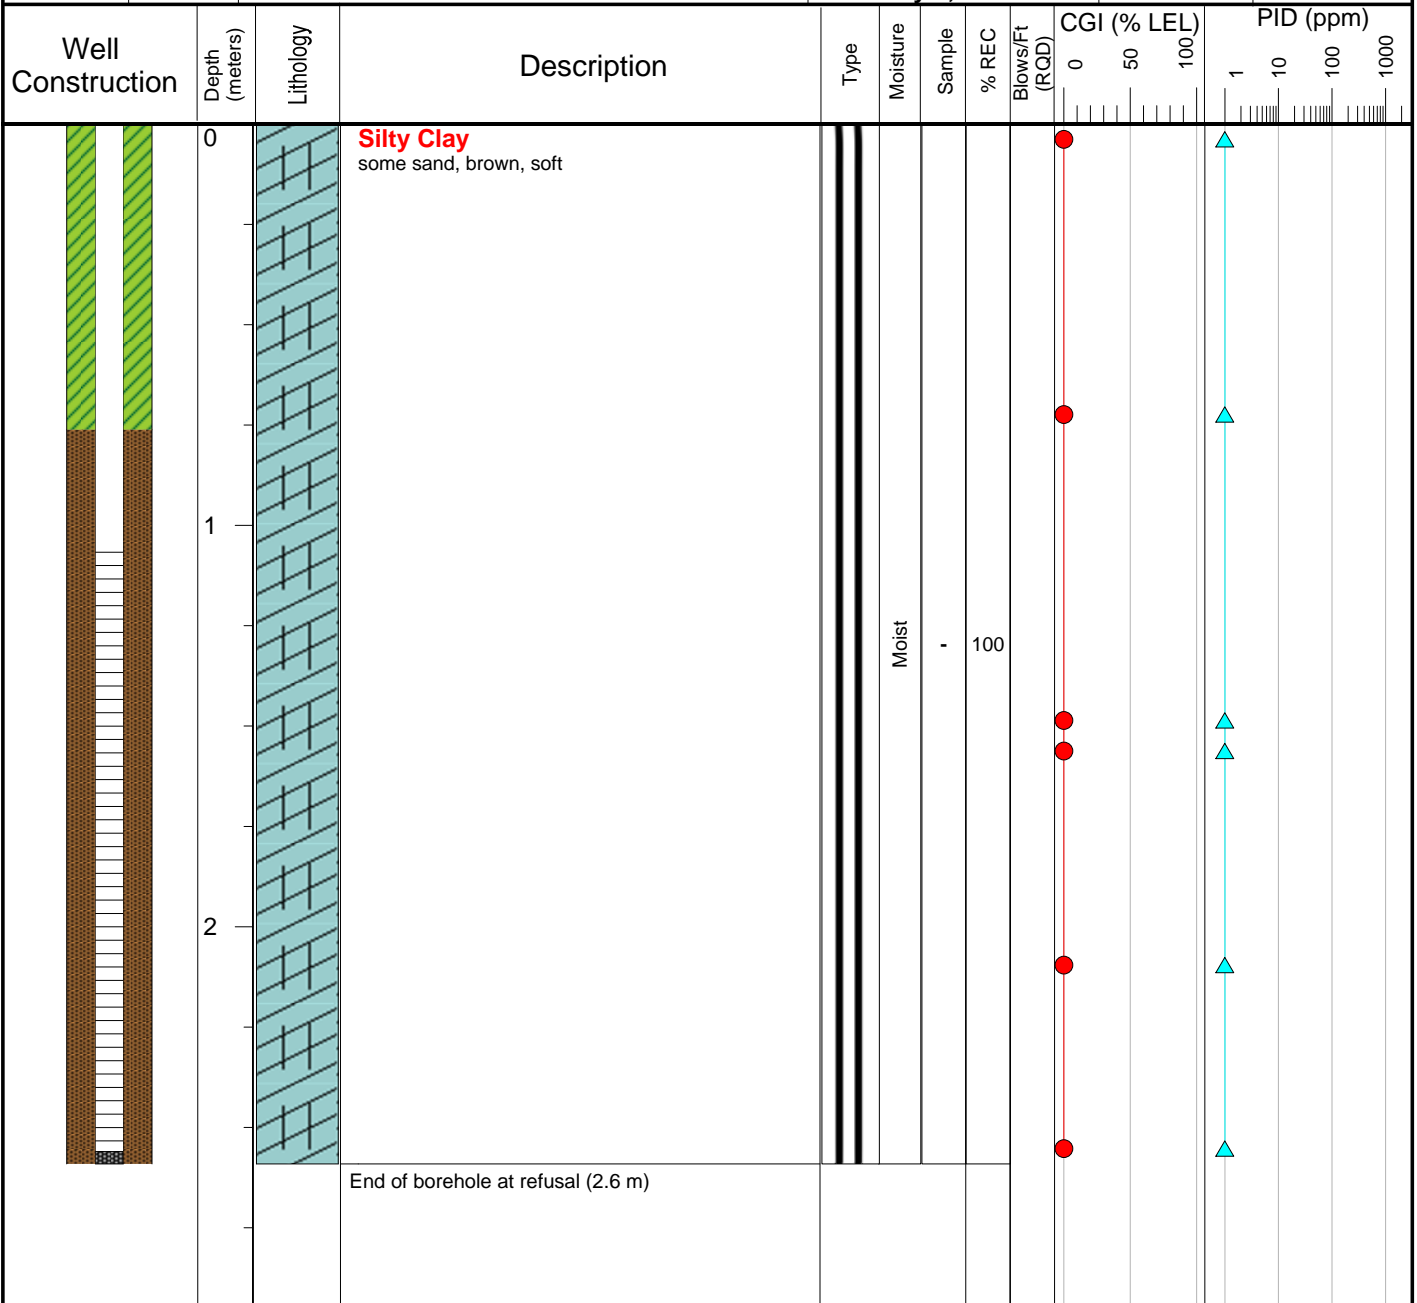 Well
Construction
Depth
(meters)
Lithology
Description
Type
Moisture
Sample
% REC
Blows/Ft
(RQD)
CGI (% LEL)
0
50
100
PID (ppm)
1
10
100
1000
0
Silty Clay
some sand, brown, soft
1
Moist
-
100
2
End of borehole at refusal (2.6 m)